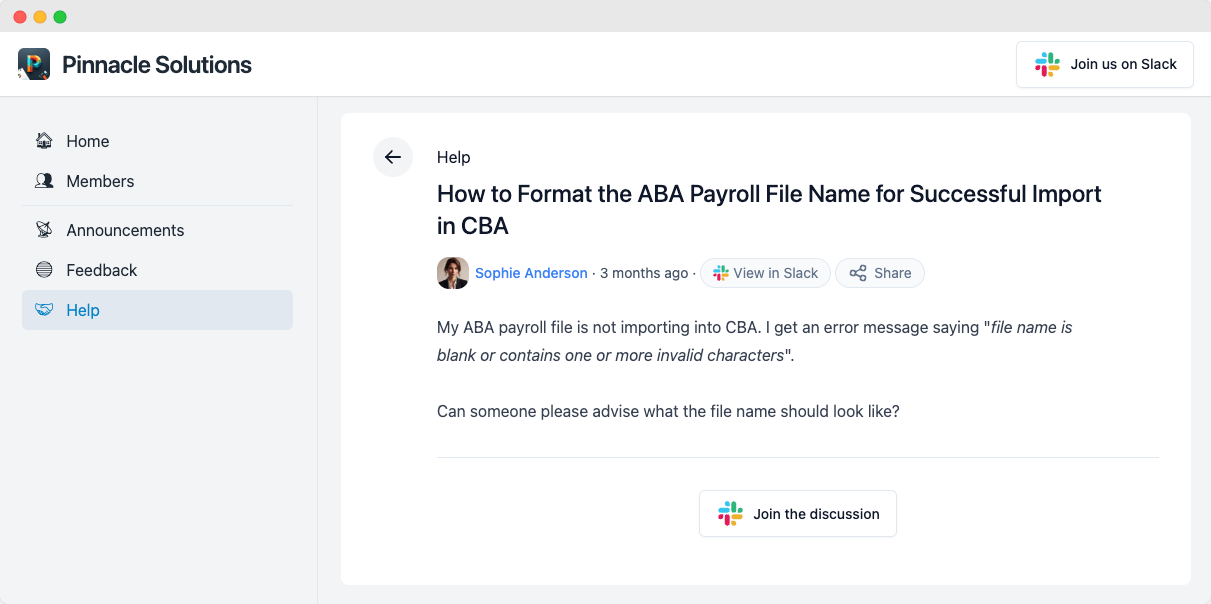 Pinnacle Solutions
Join us on Slack
Home
Members
Announcements
Feedback
Help
Help
How to Format the ABA Payroll File Name for Successful Import
in CBA
Sophie Anderson · 3 months ago · View in Slack Share
My ABA payroll file is not importing into CBA. I get an error message saying "file name is
blank or contains one or more invalid characters".
Can someone please advise what the file name should look like?
Join the discussion